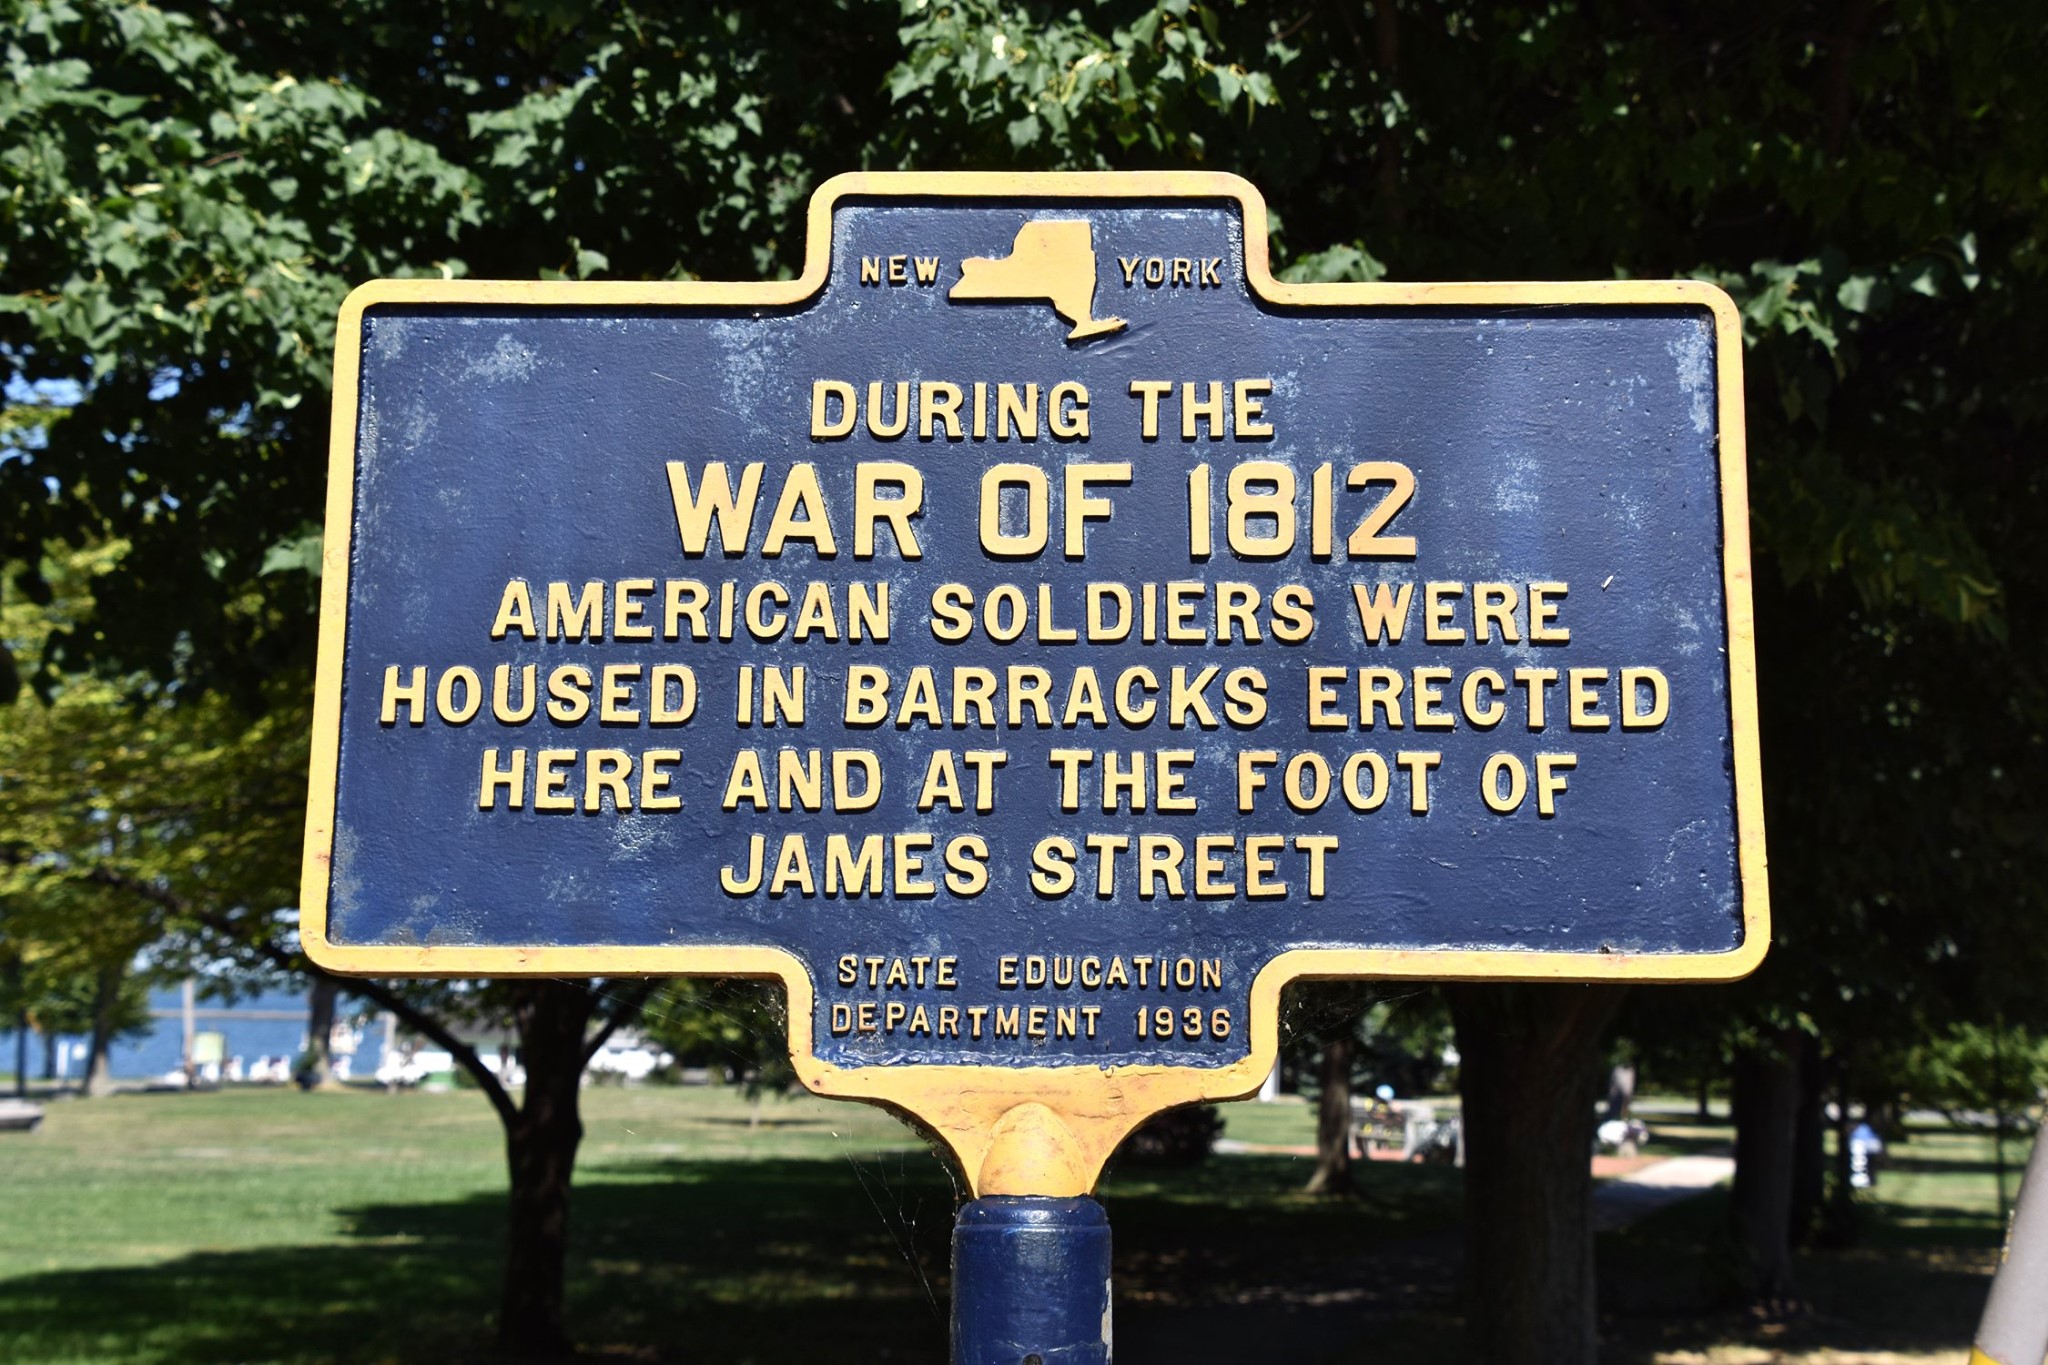 NEW YORK
DURING THE
WAR OF 1812
AMERICAN SOLDIERS WERE
HOUSED IN BARRACKS ERECTED
HERE AND AT THE FOOT OF
JAMES STREET
STATE EDUCATION
DEPARTMENT 1936